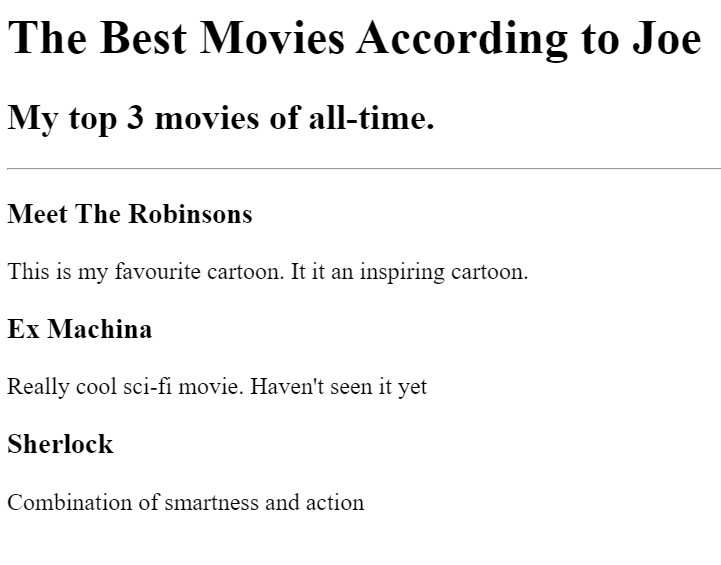 The Best Movies According to Joe
My top 3 movies of all-time.
Meet The Robinsons
This is my favourite cartoon. It it an inspiring cartoon.
Ex Machina
Really cool sci-fi movie. Haven't seen it yet
Sherlock
Combination of smartness and action